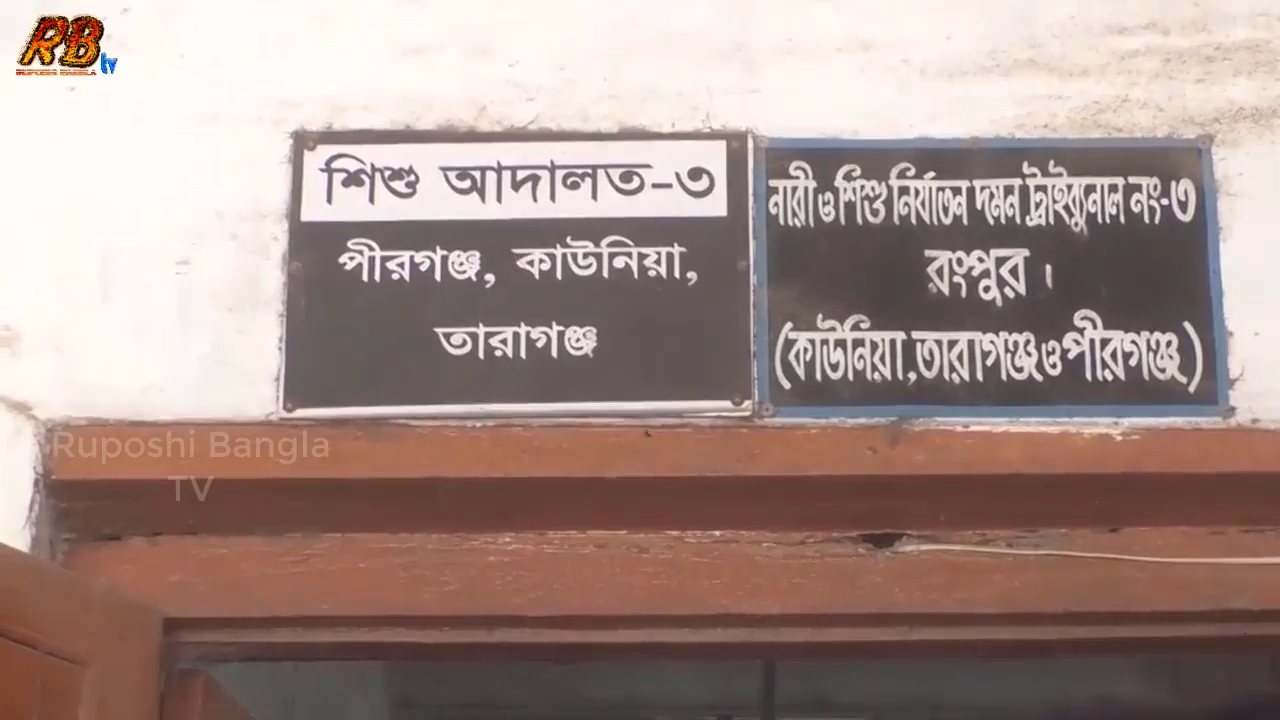 RB tv
শিশু আদালত-৩
পীরগঞ্জ, কাউনিয়া,
তারাগঞ্জ
নারী ও শিশু নির্যাতন দমন ট্রাইব্যুনাল নং-৩
রংপুর ।
(কাউনিয়া,তারাগঞ্জ ও পীরগঞ্জ)
Ruposhi Bangla
TV